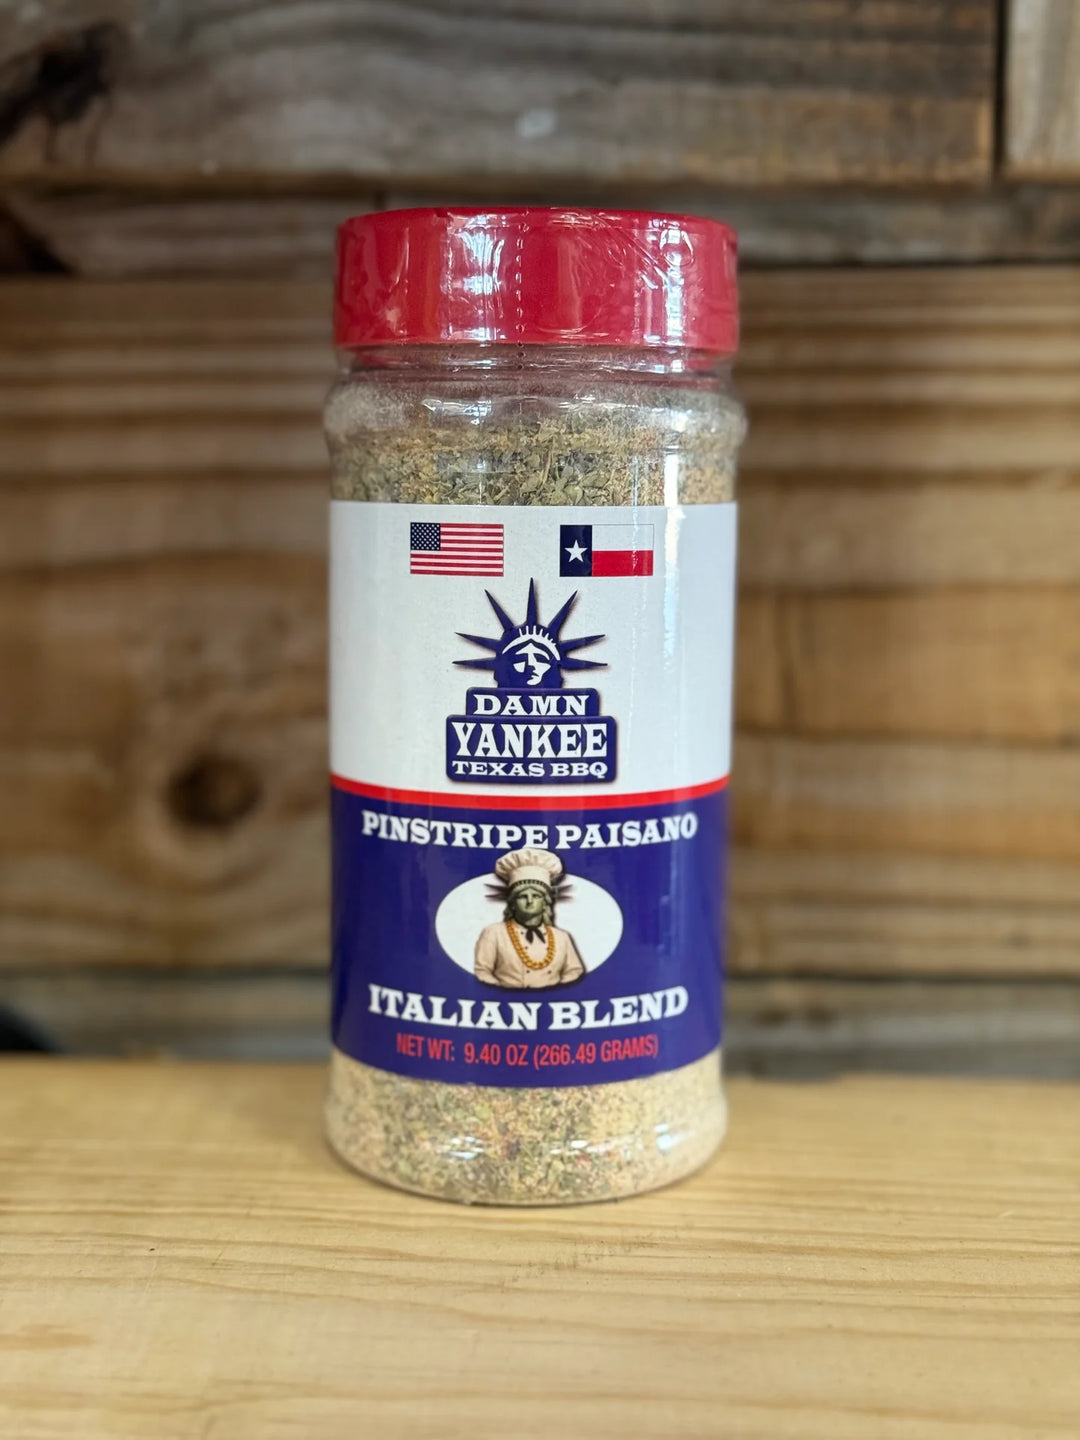 DAMN
YANKEE
TEXAS BBQ
PINSTRIPE PAISANO
ITALIAN BLEND
NET WT: 9.40 OZ (266.49 GRAMS)